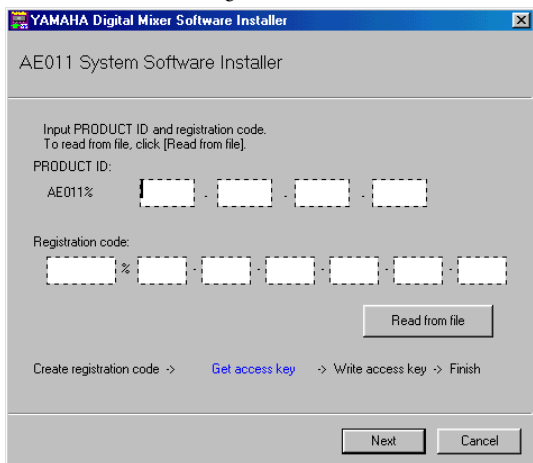 YAMAHA Digital Mixer Software Installer
AE011 System Software Installer
Input PRODUCT ID and registration code.
To read from file, click [Read from file].
PRODUCT ID:
AE011% - - -
Registration code:
% - - - - -
Read from file
Create registration code -> Get access key -> Write access key -> Finish
Next Cancel